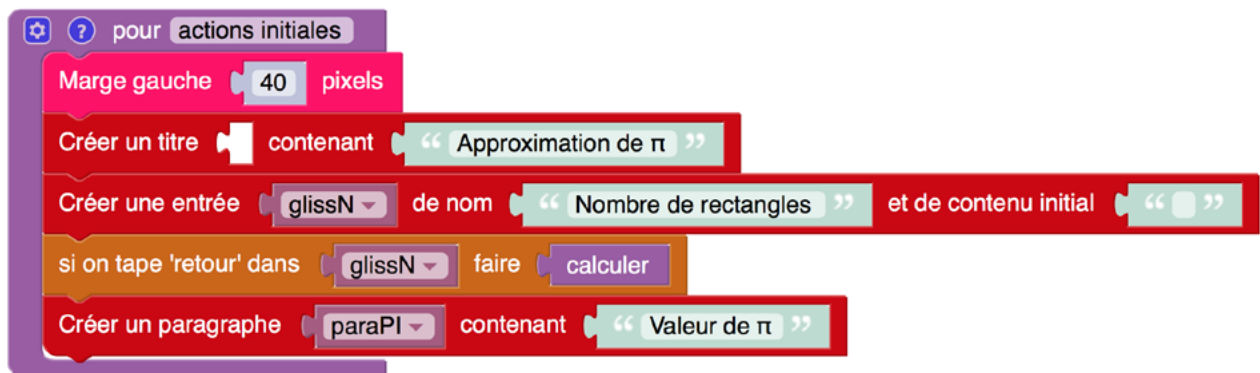 ? pour actions initiales
Marge gauche 40 pixels
Créer un titre contenant “ Approximation de π ”
Créer une entrée glissN de nom “ Nombre de rectangles ” et de contenu initial “ ”
si on tape 'retour' dans glissN faire calculer
Créer un paragraphe paraPI contenant “ Valeur de π ”